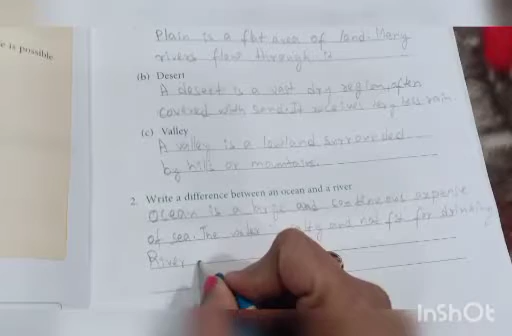 Plain is a flat area of land. Many
rivers flow through it
e is possible
(b) Desert
A desert is a vast dry region, often
covered with sand. It receives very less rain.
(c) Valley
A valley is a lowland surrounded
by hills or mountains.
2. Write a difference between an ocean and a river
Ocean is a huge and continuous expanse
of sea. The water and not fit for drinking
River
InShOt